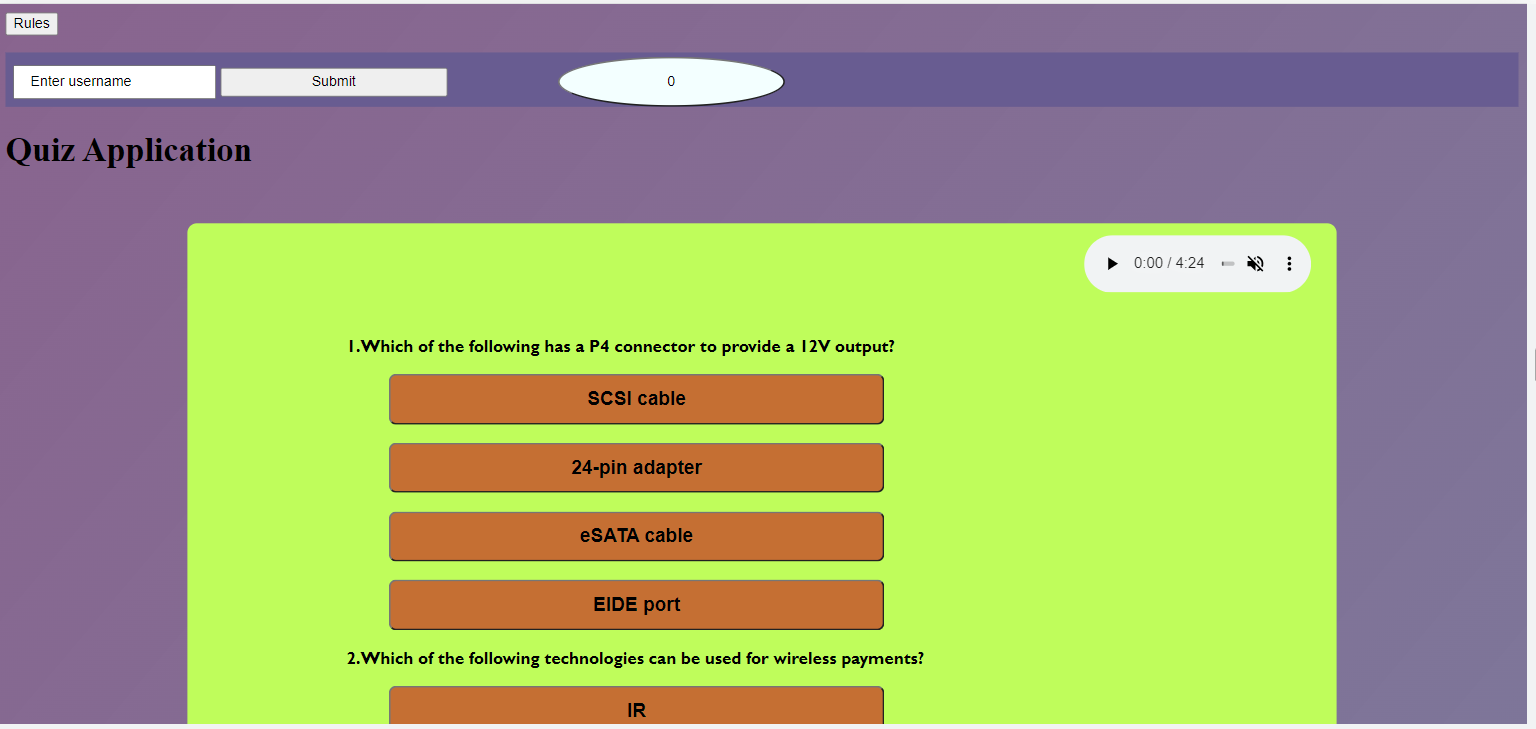 Rules
Enter username Submit 0
Quiz Application
0:00 / 4:24
1.Which of the following has a P4 connector to provide a 12V output?
SCSI cable
24-pin adapter
eSATA cable
EIDE port
2.Which of the following technologies can be used for wireless payments?
IR